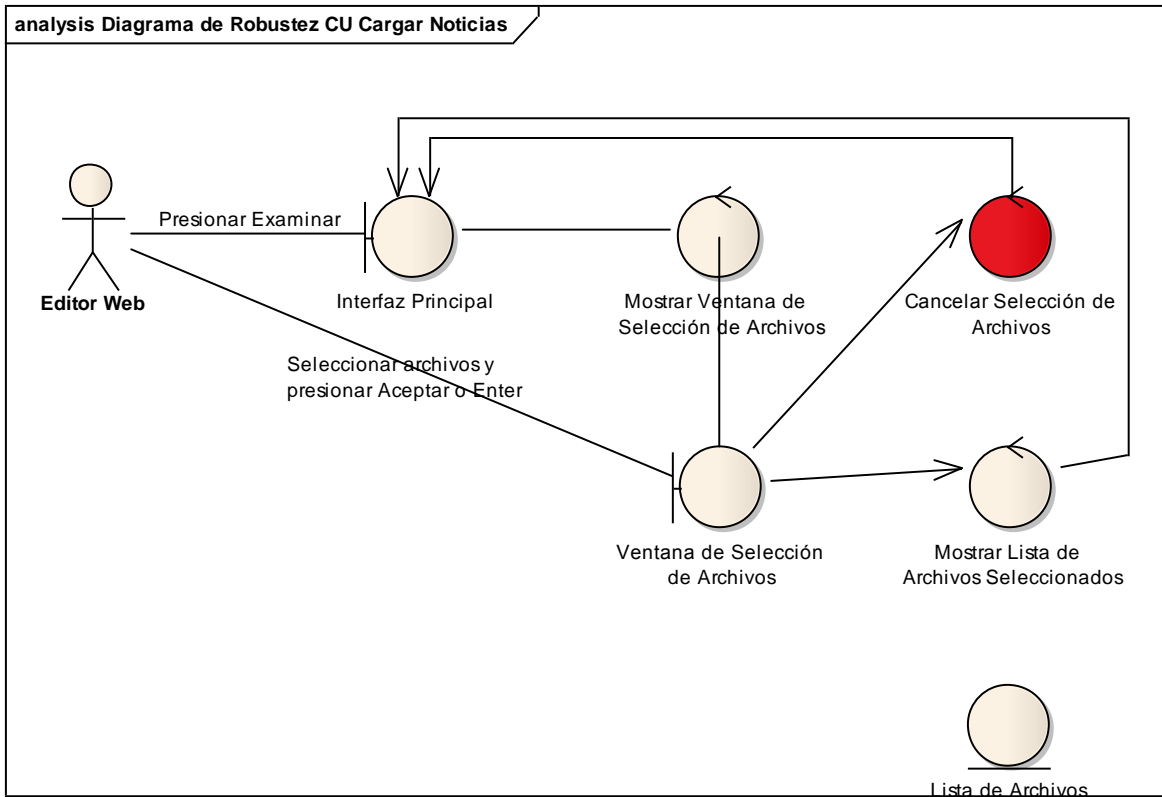 analysis Diagrama de Robustez CU Cargar Noticias
Presionar Examinar
Editor Web
Interfaz Principal
Mostrar Ventana de
Selección de Archivos
Cancelar Selección de
Archivos
Seleccionar archivos y
presionar Aceptar o Enter
Ventana de Selección
de Archivos
Mostrar Lista de
Archivos Seleccionados
Lista de Archivos